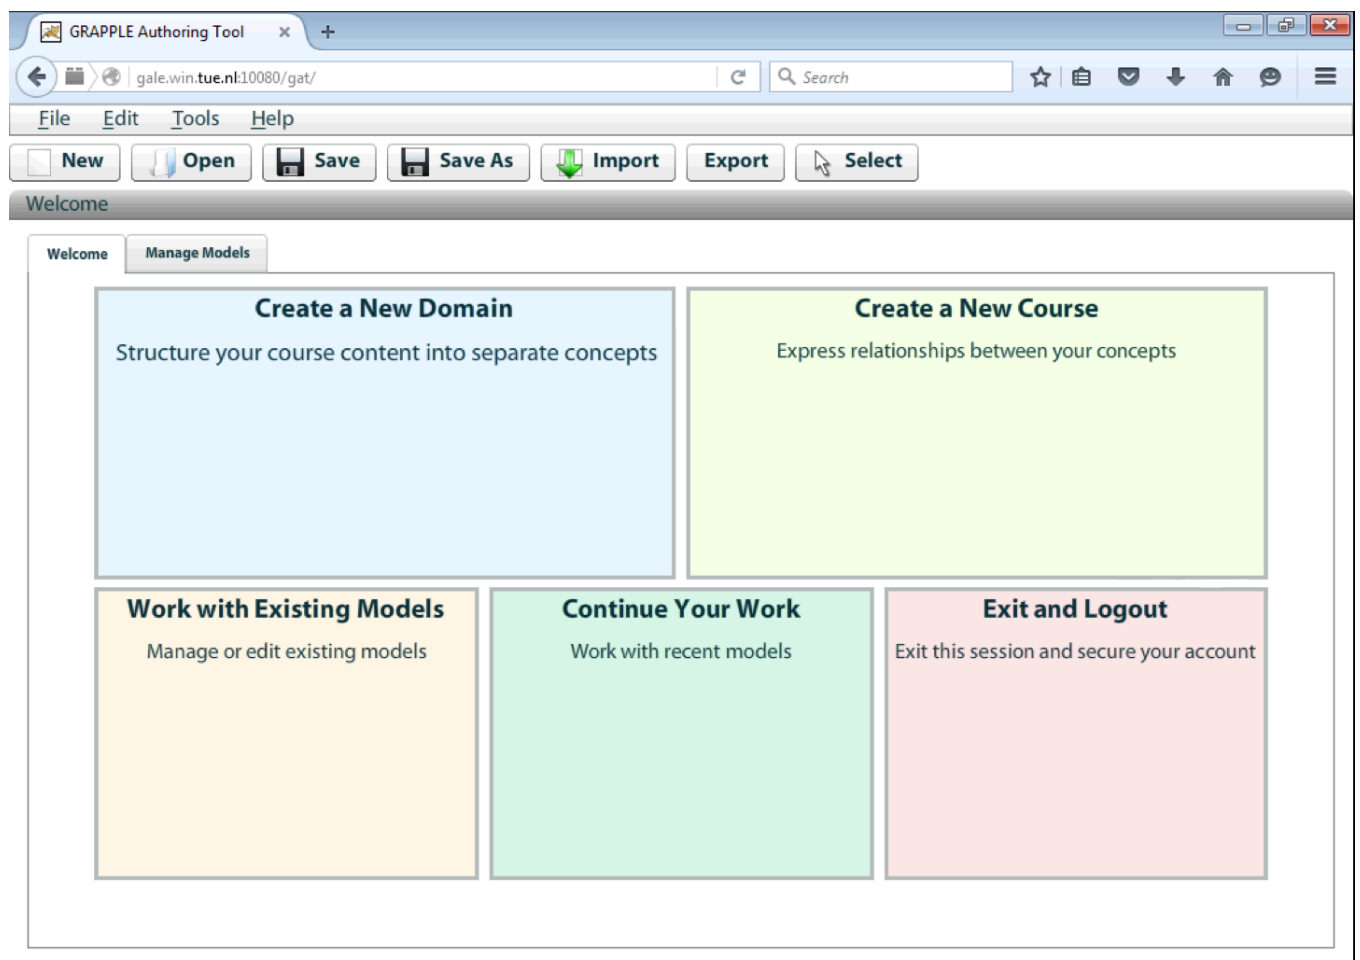 GRAPPLE Authoring Tool
gale.win.tue.nl:10080/gat/
Search
File Edit Tools Help
New Open Save Save As Import Export Select
Welcome
Welcome Manage Models
Create a New Domain
Structure your course content into separate concepts
Create a New Course
Express relationships between your concepts
Work with Existing Models
Manage or edit existing models
Continue Your Work
Work with recent models
Exit and Logout
Exit this session and secure your account